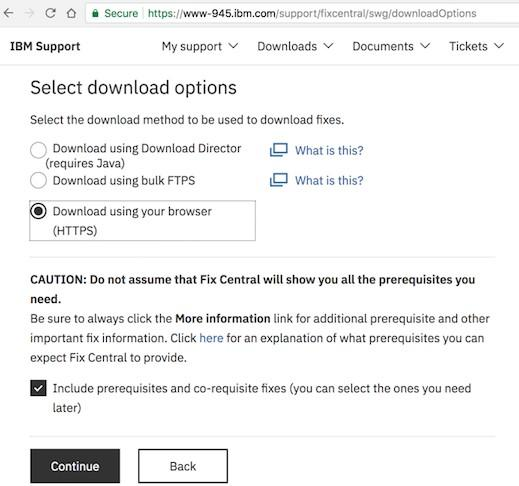 Secure https://www-945.ibm.com/support/fixcentral/swg/downloadOptions
IBM Support My support Downloads Documents Tickets
Select download options
Select the download method to be used to download fixes.
Download using Download Director What is this?
(requires Java)
Download using bulk FTPS What is this?
Download using your browser
(HTTPS)
CAUTION: Do not assume that Fix Central will show you all the prerequisites you
need.
Be sure to always click the More information link for additional prerequisite and other
important fix information. Click here for an explanation of what prerequisites you can
expect Fix Central to provide.
Include prerequisites and co-requisite fixes (you can select the ones you need
later)
Continue Back